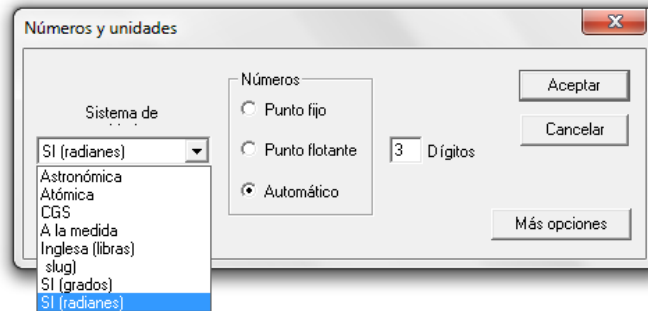 Números y unidades
Sistema de
SI (radianes)
Astronómica
Atómica
CGS
A la medida
Inglesa (libras)
slug)
SI (grados)
SI (radianes)
Números
Punto fijo
Punto flotante
Automático
3 Dígitos
Aceptar
Cancelar
Más opciones